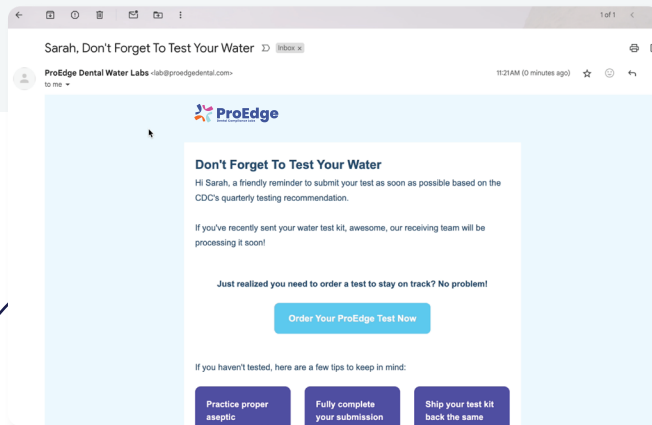 1 of 1
Sarah, Don't Forget To Test Your Water Inbox x
ProEdge Dental Water Labs <lab@proedgedental.com>
11:21AM (0 minutes ago)
to me
ProEdge
Dental Compliance Labs
Don't Forget To Test Your Water
Hi Sarah, a friendly reminder to submit your test as soon as possible based on the
CDC's quarterly testing recommendation.
If you've recently sent your water test kit, awesome, our receiving team will be
processing it soon!
Just realized you need to order a test to stay on track? No problem!
Order Your ProEdge Test Now
If you haven't tested, here are a few tips to keep in mind:
Practice proper
aseptic
Fully complete
your submission
Ship your test kit
back the same